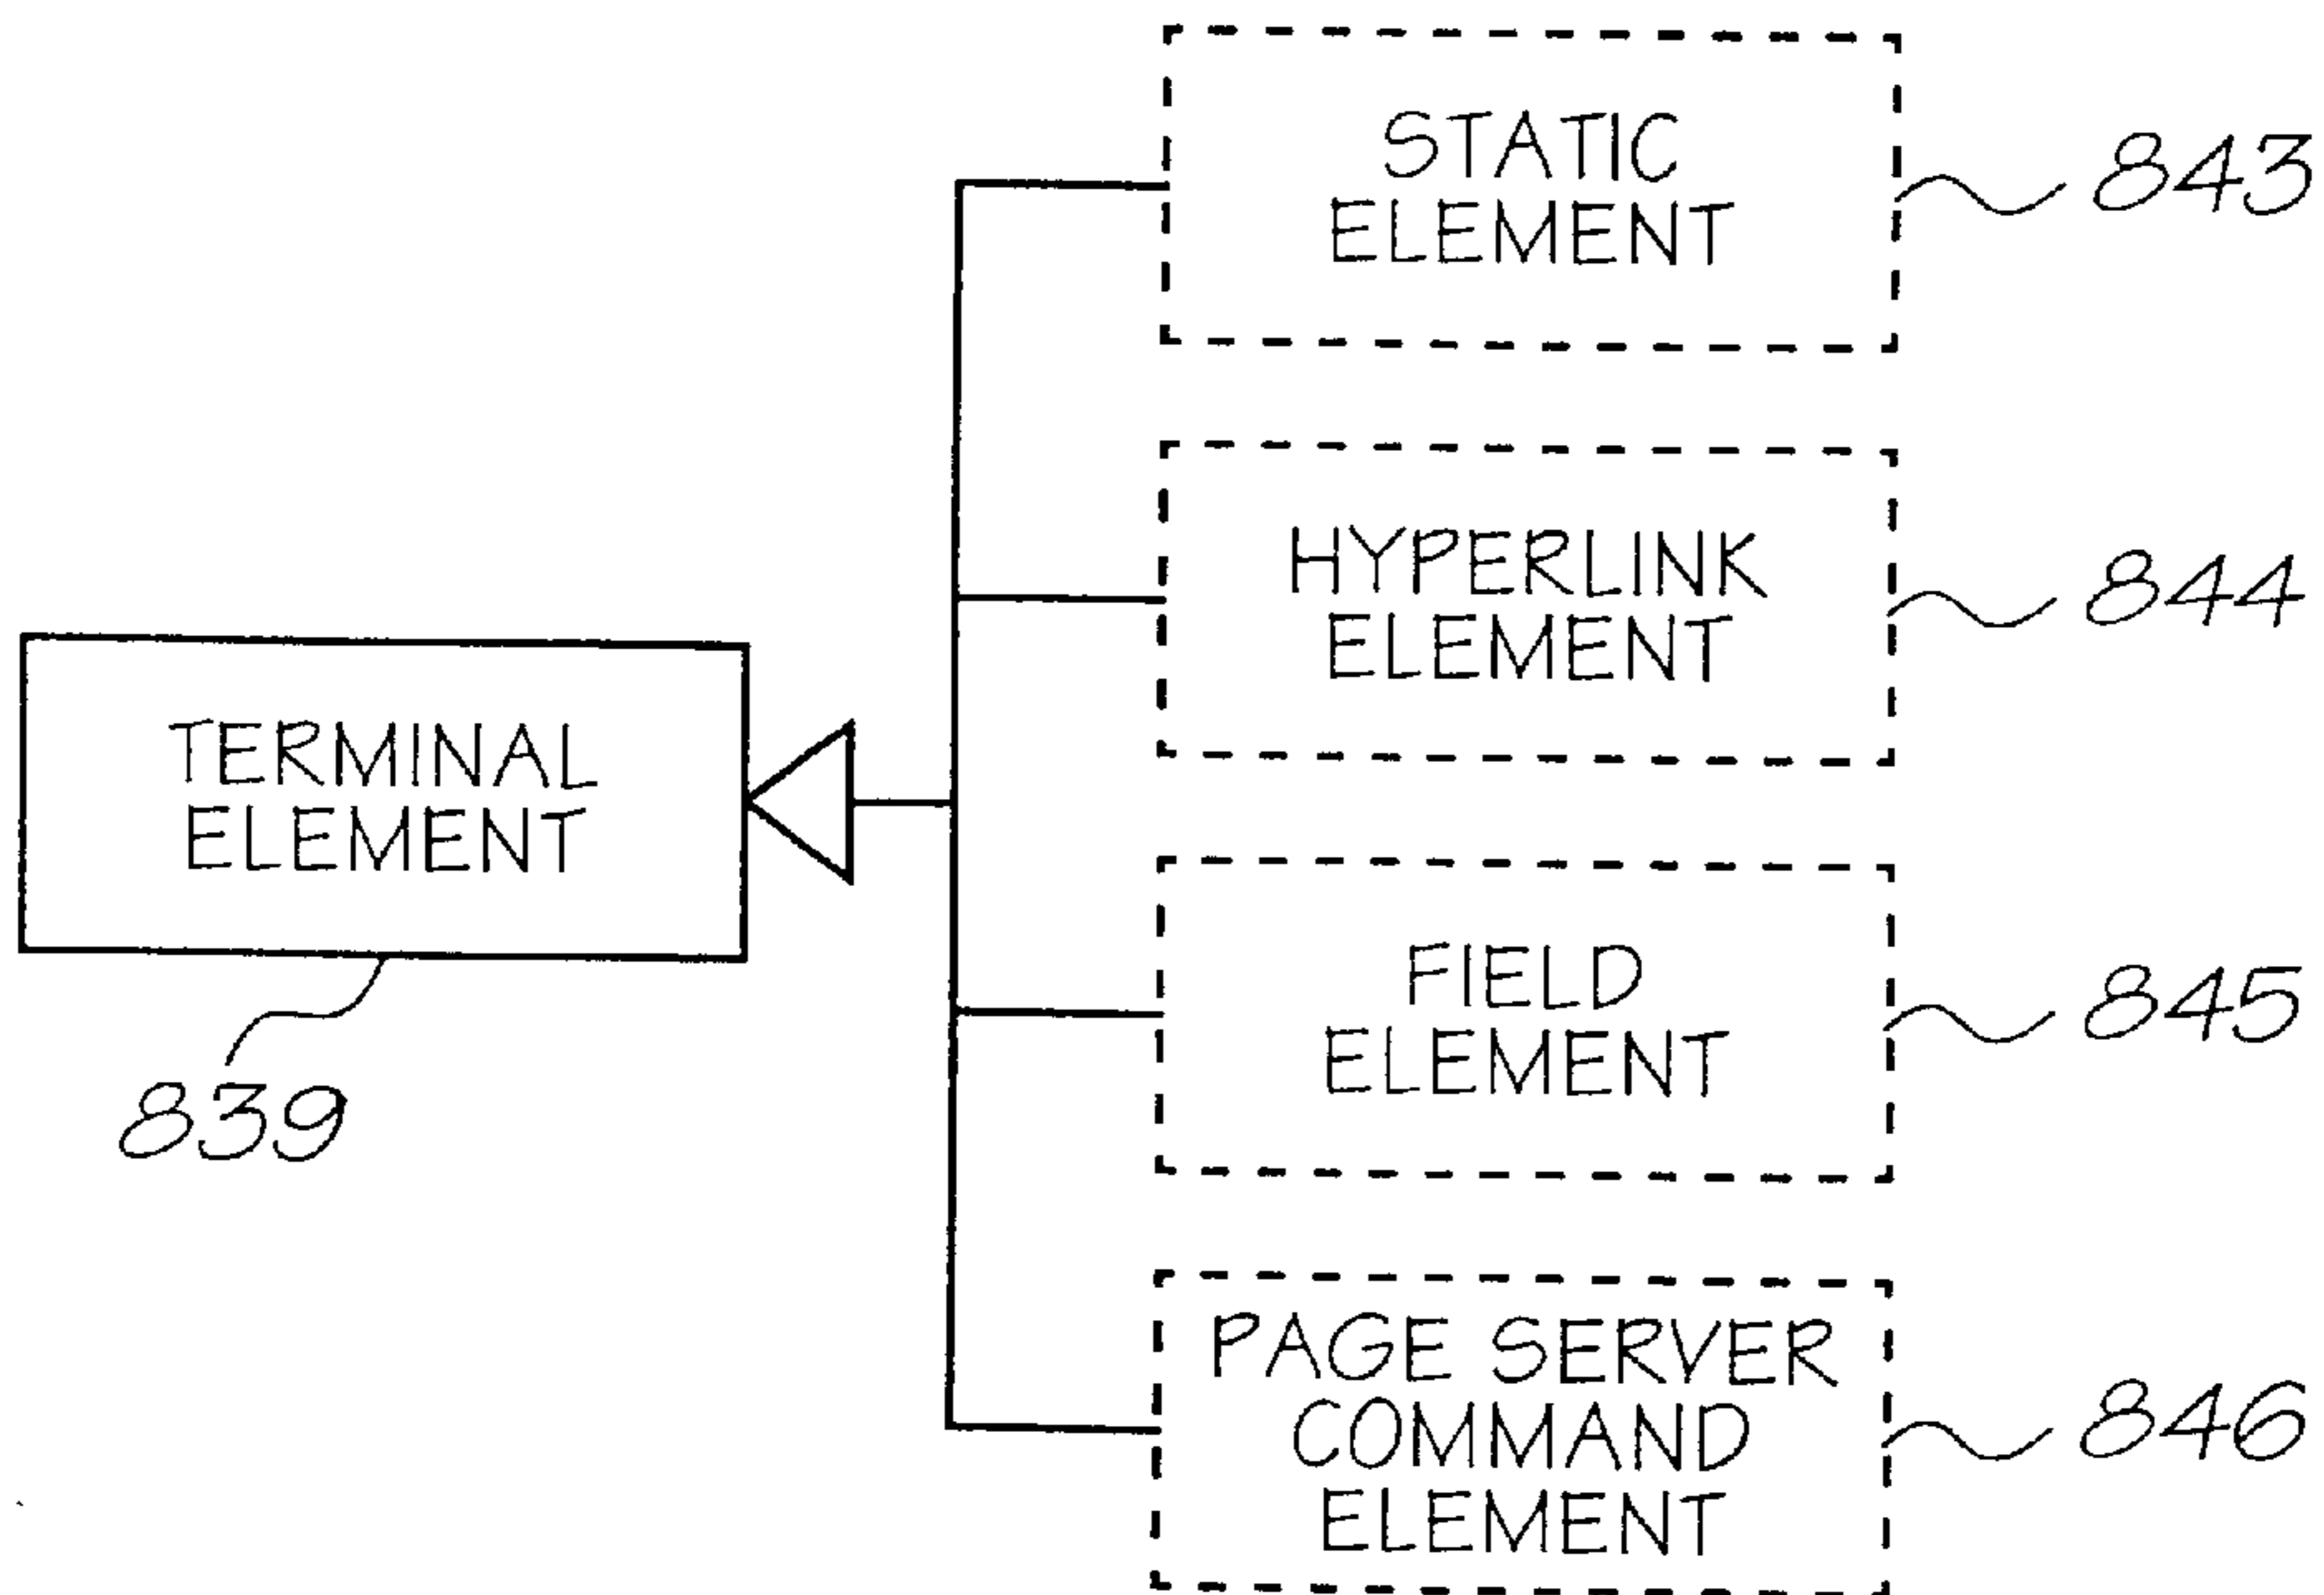 STATIC
ELEMENT
843
HYPERLINK
ELEMENT
844
TERMINAL
ELEMENT
839
FIELD
ELEMENT
845
PAGE SERVER
COMMAND
ELEMENT
846